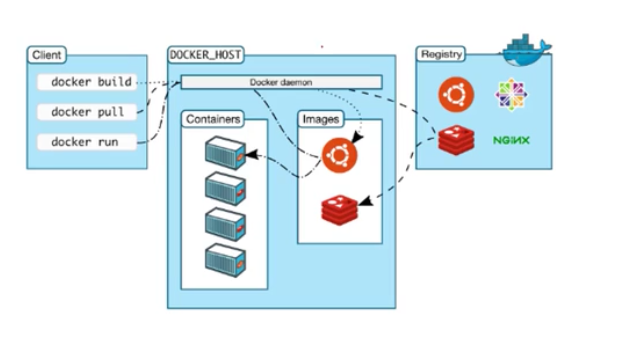 Client
docker build
docker pull
docker run
DOCKER_HOST
Docker daemon
Containers
Images
Registry
NGINX